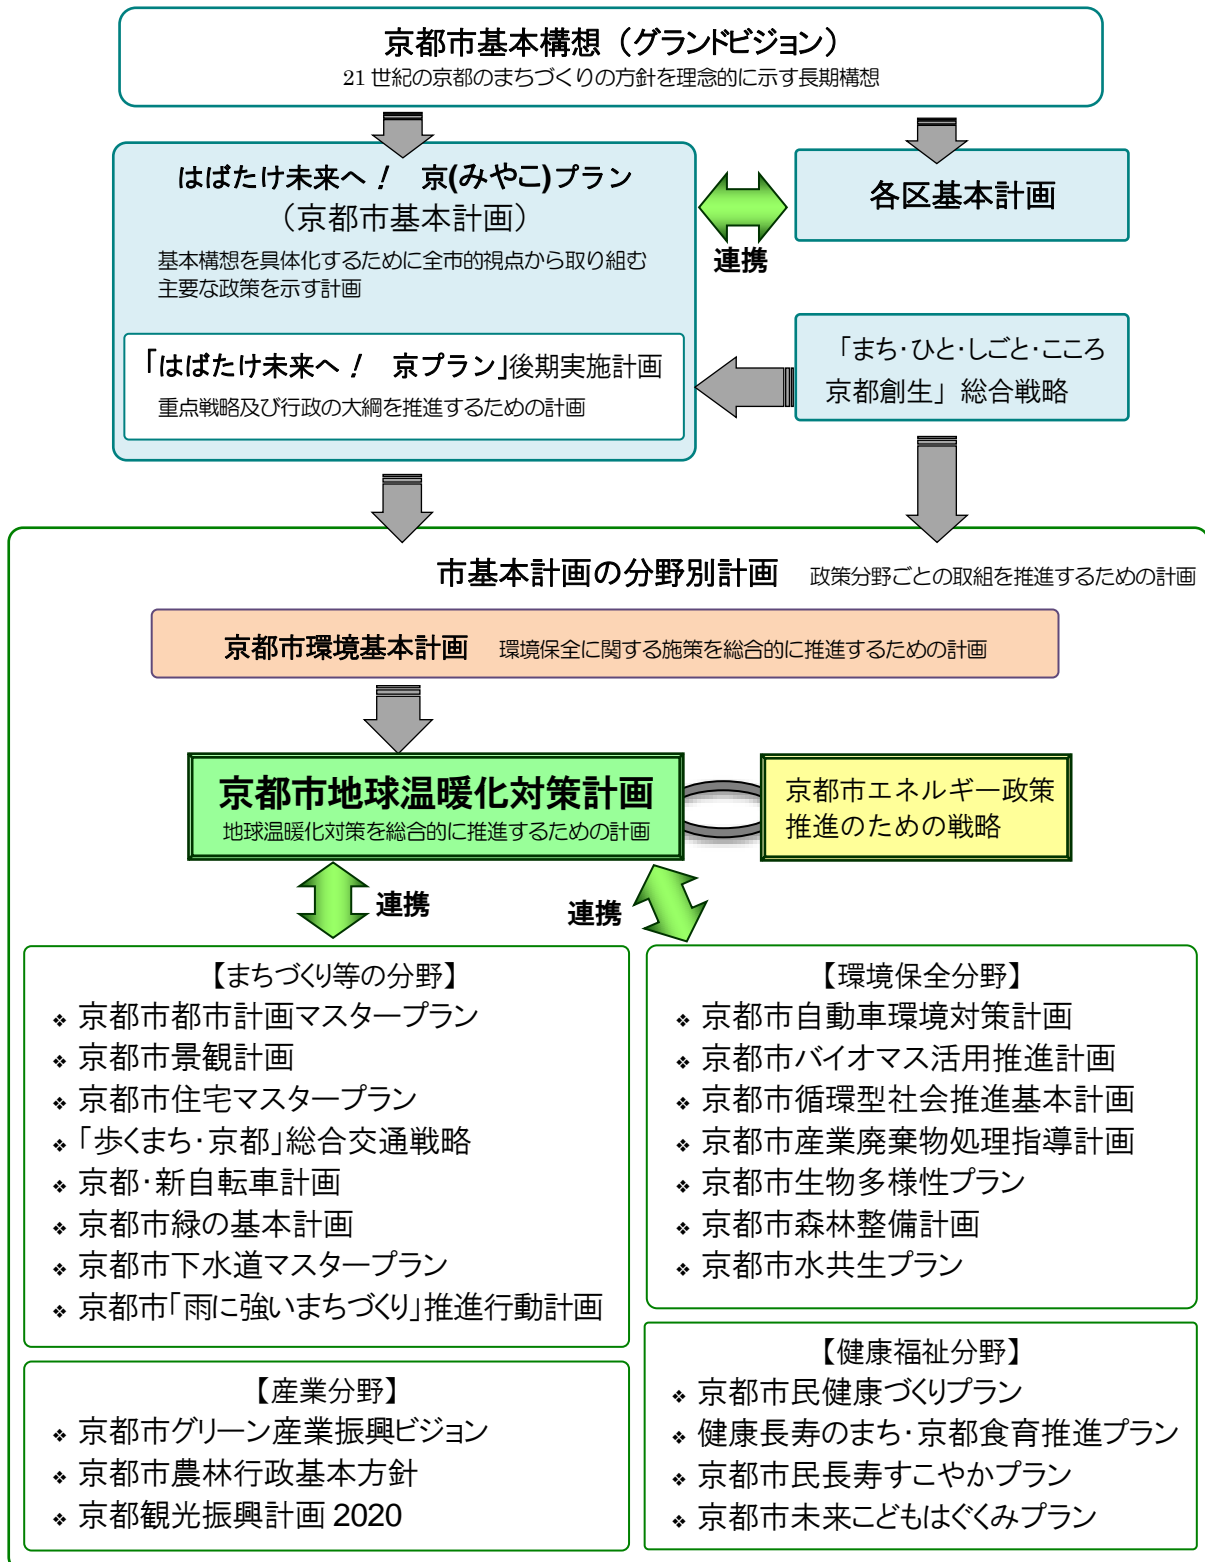 京都市基本構想（グランドビジョン）
21世紀の京都のまちづくりの方針を理念的に示す長期構想
はばたけ未来へ！　京(みやこ)プラン
（京都市基本計画）
基本構想を具体化するために全市的視点から取り組む
主要な政策を示す計画
連携
各区基本計画
「はばたけ未来へ！　京プラン」後期実施計画
重点戦略及び行政の大綱を推進するための計画
「まち・ひと・しごと・こころ
京都創生」総合戦略
市基本計画の分野別計画　政策分野ごとの取組を推進するための計画
京都市環境基本計画　環境保全に関する施策を総合的に推進するための計画
京都市地球温暖化対策計画
地球温暖化対策を総合的に推進するための計画
京都市エネルギー政策
推進のための戦略
連携
連携
【まちづくり等の分野】
❖ 京都市都市計画マスタープラン
❖ 京都市景観計画
❖ 京都市住宅マスタープラン
❖ 「歩くまち・京都」総合交通戦略
❖ 京都・新自転車計画
❖ 京都市緑の基本計画
❖ 京都市下水道マスタープラン
❖ 京都市「雨に強いまちづくり」推進行動計画
【環境保全分野】
❖ 京都市自動車環境対策計画
❖ 京都市バイオマス活用推進計画
❖ 京都市循環型社会推進基本計画
❖ 京都市産業廃棄物処理指導計画
❖ 京都市生物多様性プラン
❖ 京都市森林整備計画
❖ 京都市水共生プラン
【産業分野】
❖ 京都市グリーン産業振興ビジョン
❖ 京都市農林行政基本方針
❖ 京都観光振興計画 2020
【健康福祉分野】
❖ 京都市民健康づくりプラン
❖ 健康長寿のまち・京都食育推進プラン
❖ 京都市民長寿すこやかプラン
❖ 京都市未来こどもはぐくみプラン